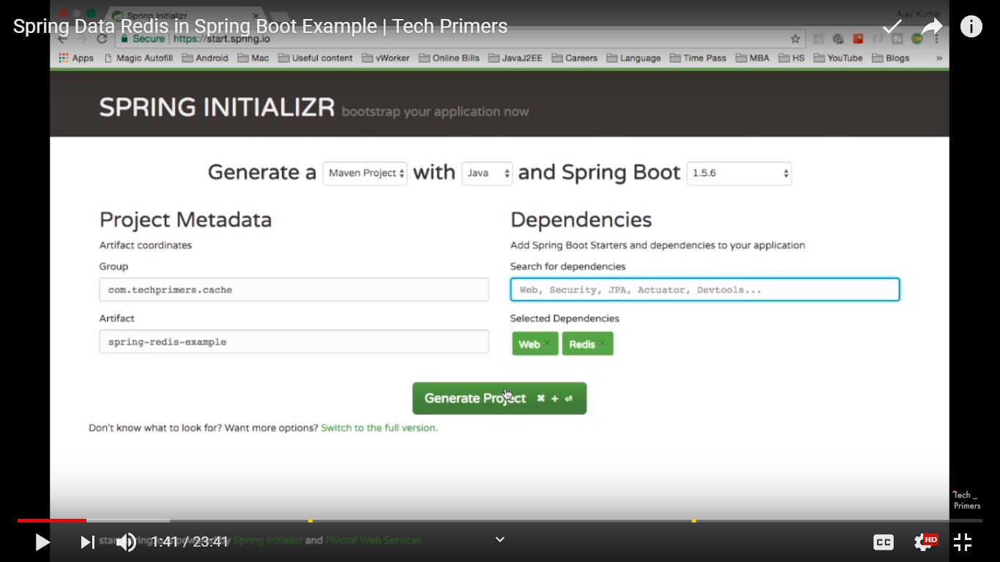 Spring Initializr
Ajay Kumar
Spring Data Redis in Spring Boot Example | Tech Primers
Secure https://start.spring.io
Apps Magic Autofill Android Mac Useful content vWorker Online Bills JavaJ2EE Careers Language Time Pass MBA HS YouTube Blogs »
SPRING INITIALIZR bootstrap your application now
Generate a Maven Project with Java and Spring Boot 1.5.6
Project Metadata
Artifact coordinates
Group
com.techprimers.cache
Artifact
spring-redis-example
Dependencies
Add Spring Boot Starters and dependencies to your application
Search for dependencies
Web, Security, JPA, Actuator, Devtools...
Selected Dependencies
Web × Redis ×
Generate Project ⌘ + ⏎
Don't know what to look for? Want more options? Switch to the full version.
Tech _
Primers
1:41 / 23:41
Spring Initializr and Pivotal Web Services
CC
HD